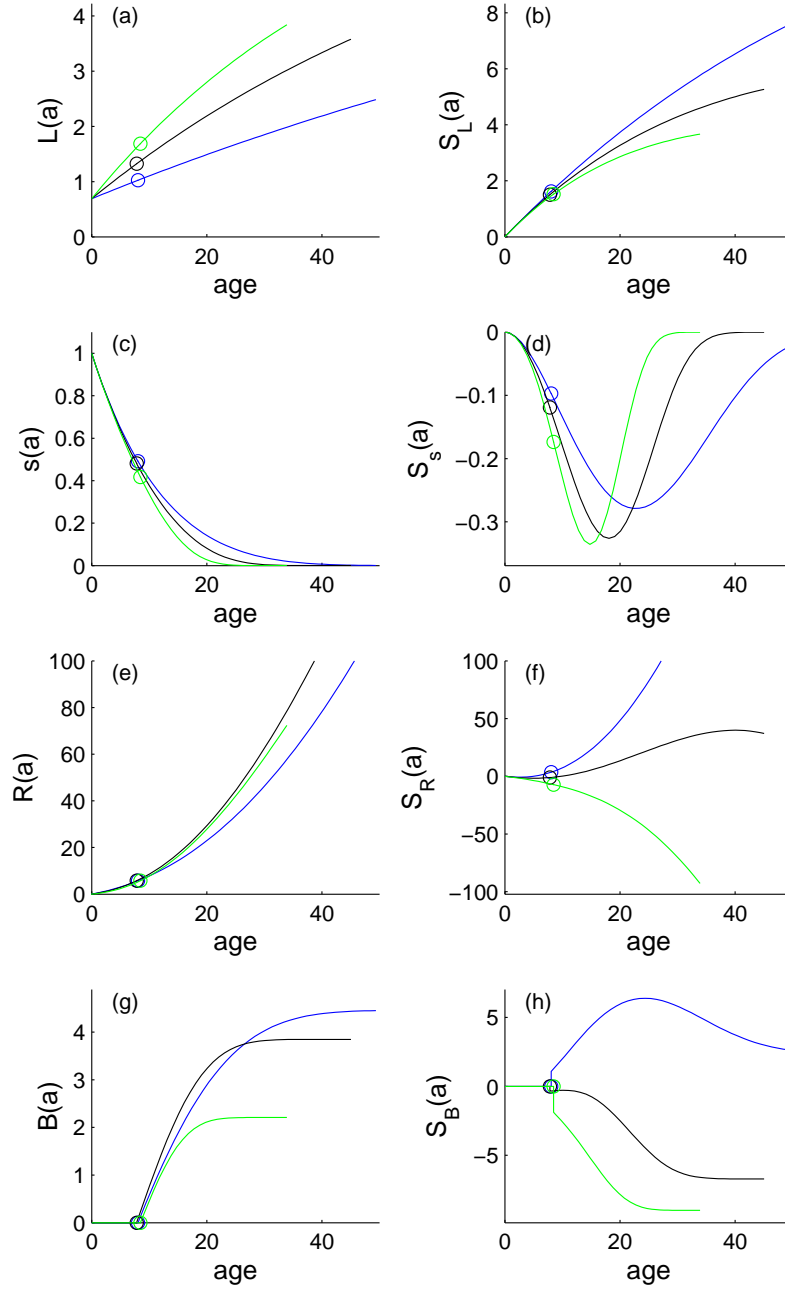 (a)
L(a)
4
3
2
1
0
0 20 40
age
(b)
S_L(a)
8
6
4
2
0
0 20 40
age
(c)
s(a)
1
0.8
0.6
0.4
0.2
0
0 20 40
age
(d)
S_s(a)
0
−0.1
−0.2
−0.3
0 20 40
age
(e)
R(a)
100
80
60
40
20
0
0 20 40
age
(f)
S_R(a)
100
50
0
−50
−100
0 20 40
age
(g)
B(a)
4
3
2
1
0
0 20 40
age
(h)
S_B(a)
5
0
−5
0 20 40
age